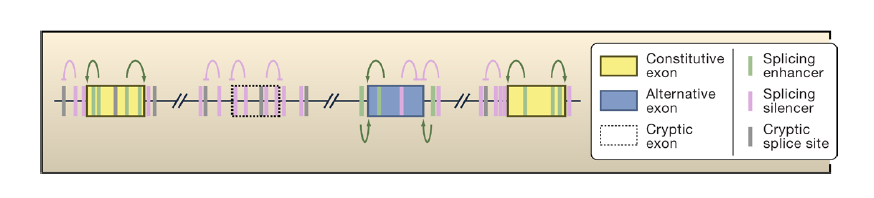 Constitutive
exon
Alternative
exon
Cryptic
exon
Splicing
enhancer
Splicing
silencer
Cryptic
splice site